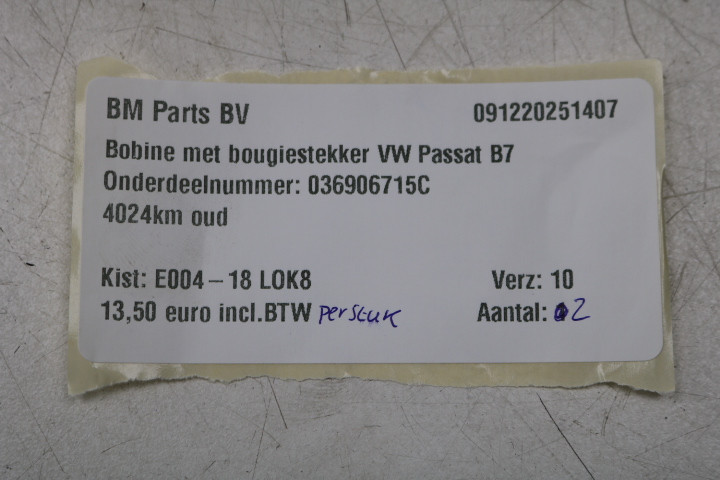 BM Parts BV 091220251407
Bobine met bougiestekker VW Passat B7
Onderdeelnummer: 036906715C
4024km oud
Kist: E004-18 LOK8 Verz: 10
13,50 euro incl.BTW per stuk Aantal: 2